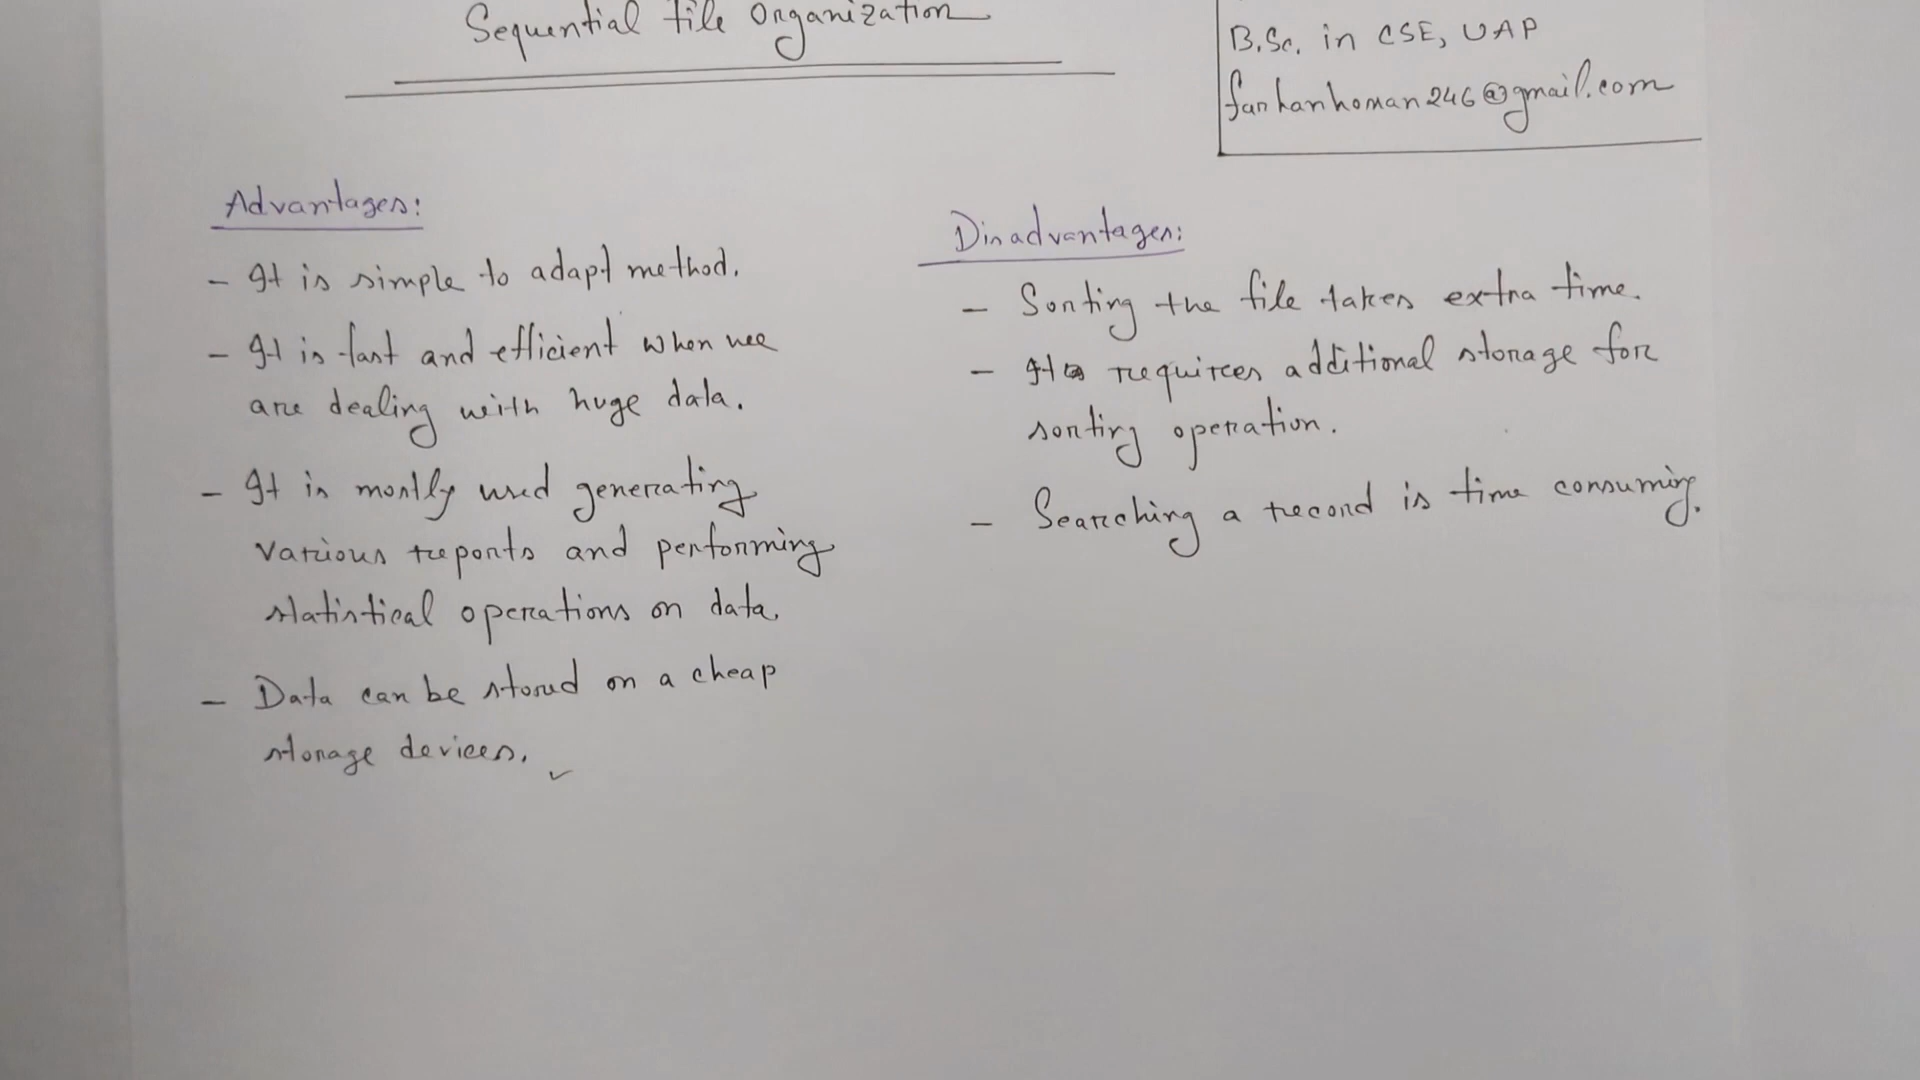 Sequential file Organization
B.Sc. in CSE, UAP
farhanhoman246@gmail.com
Advantages:
- It is simple to adapt method.
- It is fast and efficient when we
are dealing with huge data.
- It is mostly used generating
various reports and performing
statistical operations on data.
- Data can be stored on a cheap
storage devices.
Disadvantages:
- Sorting the file takes extra time.
- It requires additional storage for
sorting operation.
- Searching a record is time consuming.